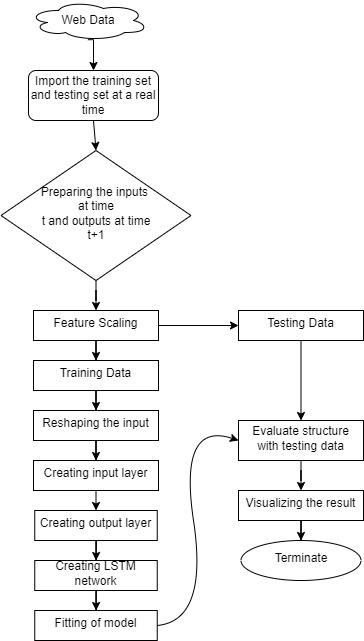 Web Data
Import the training set
and testing set at a real
time
Preparing the inputs
at time
t and outputs at time
t+1
Feature Scaling
Testing Data
Training Data
Reshaping the input
Evaluate structure
with testing data
Creating input layer
Visualizing the result
Creating output layer
Creating LSTM
network
Terminate
Fitting of model